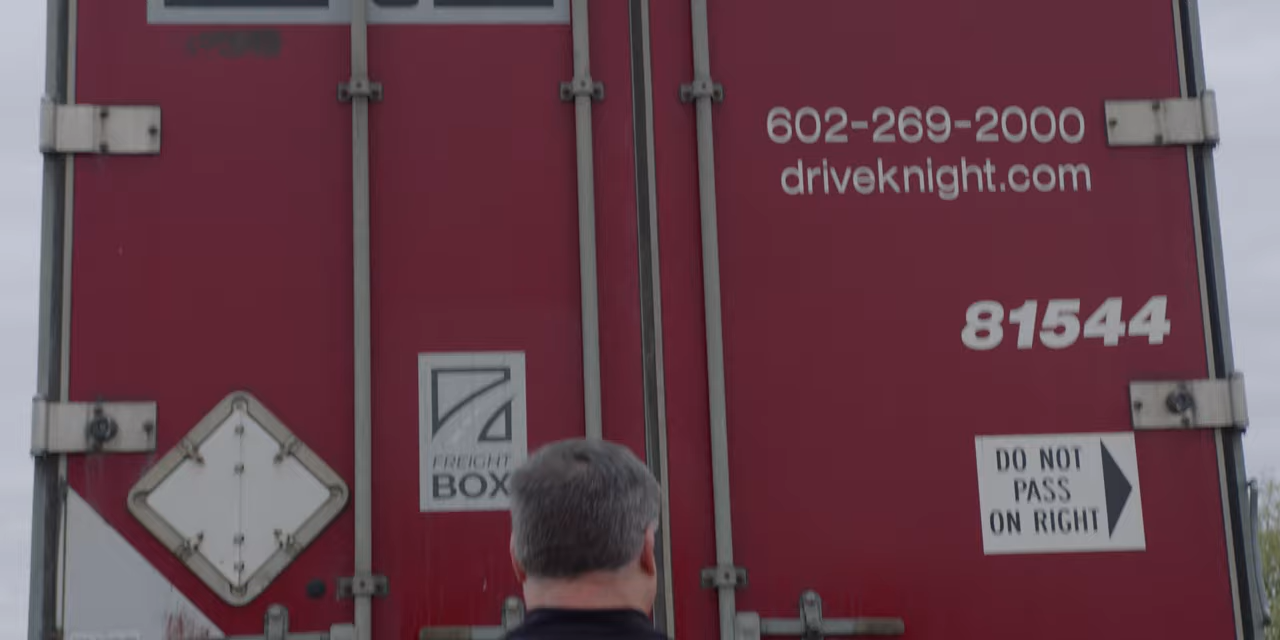 602-269-2000
driveknight.com
81544
FREIGHT
BOX
DO NOT
PASS
ON RIGHT